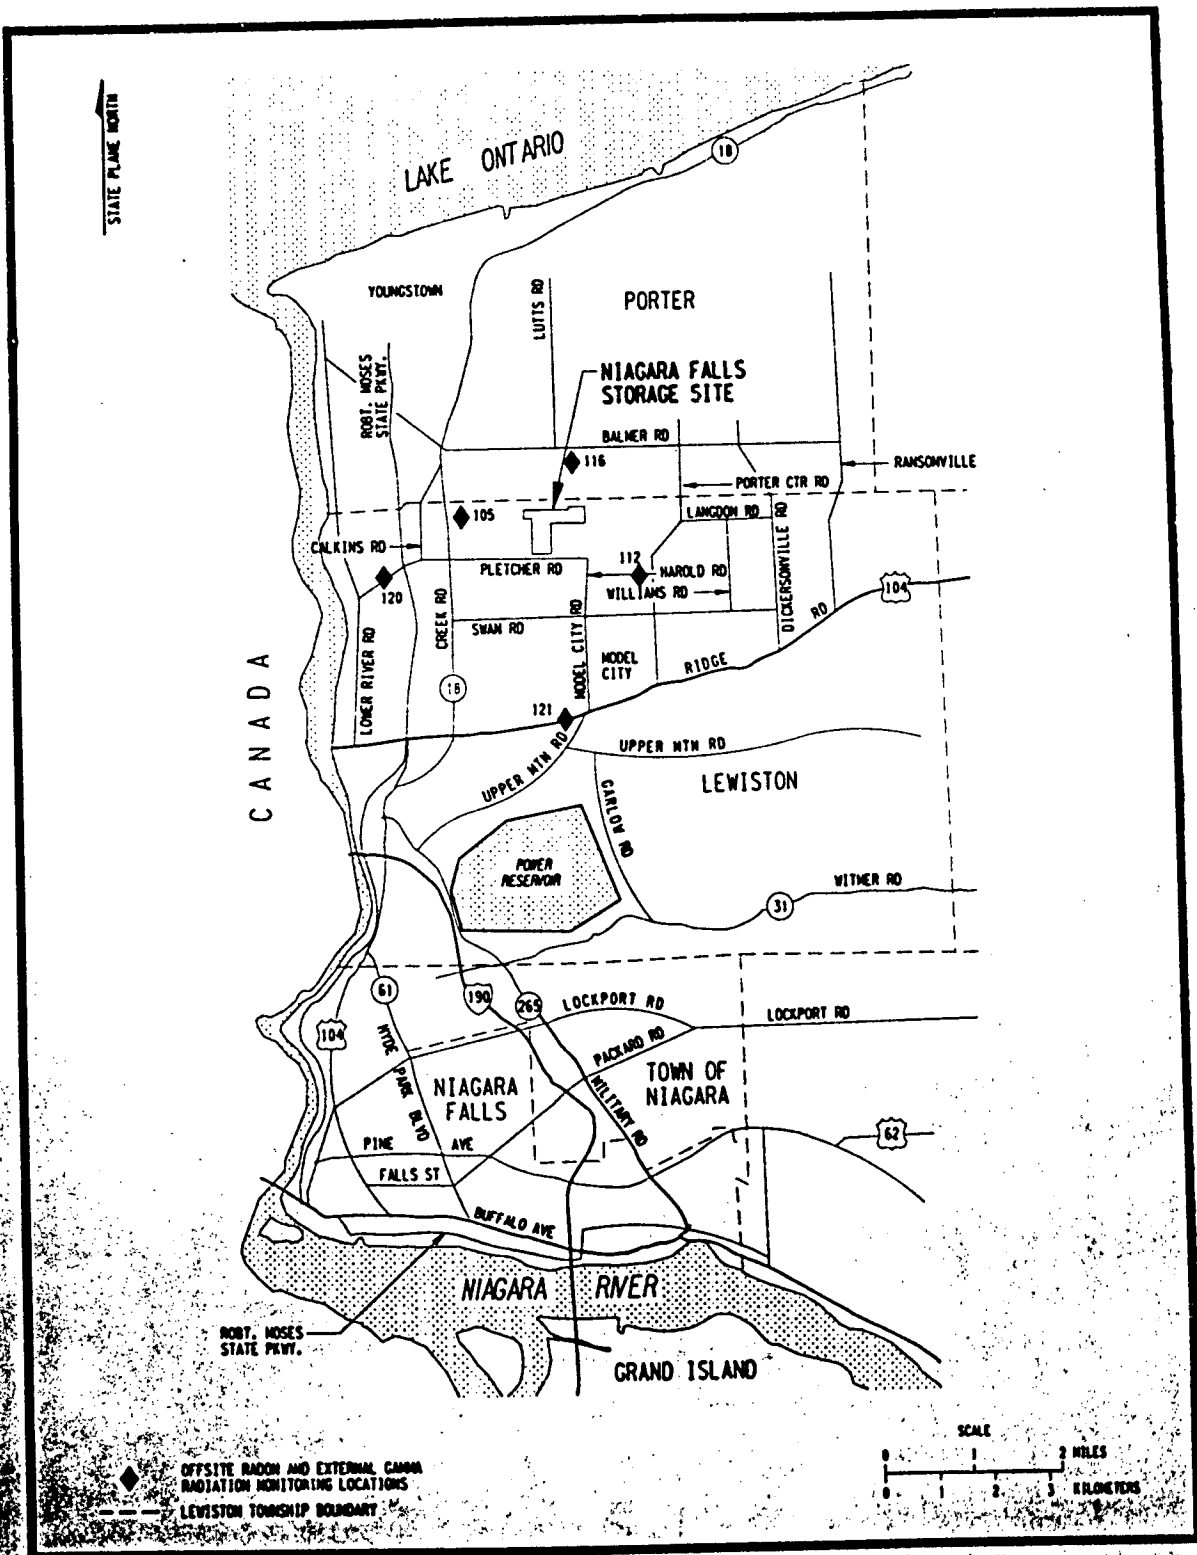 STATE PLANE NORTH
LAKE ONTARIO
18
YOUNGSTOWN
LUTTS RD
PORTER
ROBT. MOSES
STATE PKWY.
NIAGARA FALLS
STORAGE SITE
BALMER RD
116
RANSONVILLE
PORTER CTR RD
105
LANGDON RD
CALKINS RD
DICKERSONVILLE RD
PLETCHER RD
112
HAROLD RD
120
WILLIAMS RD
104
CREEK RD
SWAN RD
MODEL CITY RD
RIDGE RD
MODEL
CITY
LOWER RIVER RD
18
CANADA
121
UPPER MTN RD
UPPER MTN RD
LEWISTON
GARLOW RD
POWER
RESERVOIR
WITMER RD
31
61
190
265
LOCKPORT RD
LOCKPORT RD
104
HYDE PARK BLVD
PACKARD RD
NIAGARA
FALLS
TOWN OF
NIAGARA
MILITARY RD
62
PINE AVE
FALLS ST
BUFFALO AVE
NIAGARA RIVER
ROBT. MOSES
STATE PKWY.
GRAND ISLAND
SCALE
0 1 2 MILES
0 1 2 3 KILOMETERS
OFFSITE RADON AND EXTERNAL GAMMA
RADIATION MONITORING LOCATIONS
LEWISTON TOWNSHIP BOUNDARY